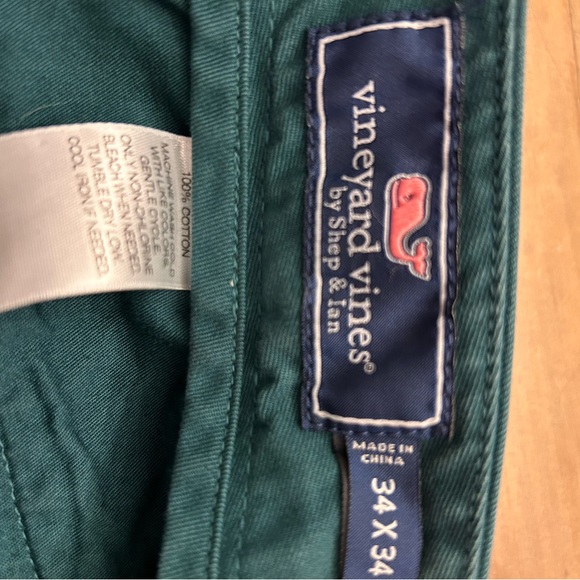 vineyard vines®
by Shep & Ian
MADE IN
CHINA
34 X 34
100% COTTON
MACHINE WASH COLD
WITH LIKE COLORS.
GENTLE CYCLE.
ONLY NON-CHLORINE
BLEACH WHEN NEEDED.
TUMBLE DRY LOW.
COOL IRON IF NEEDED.